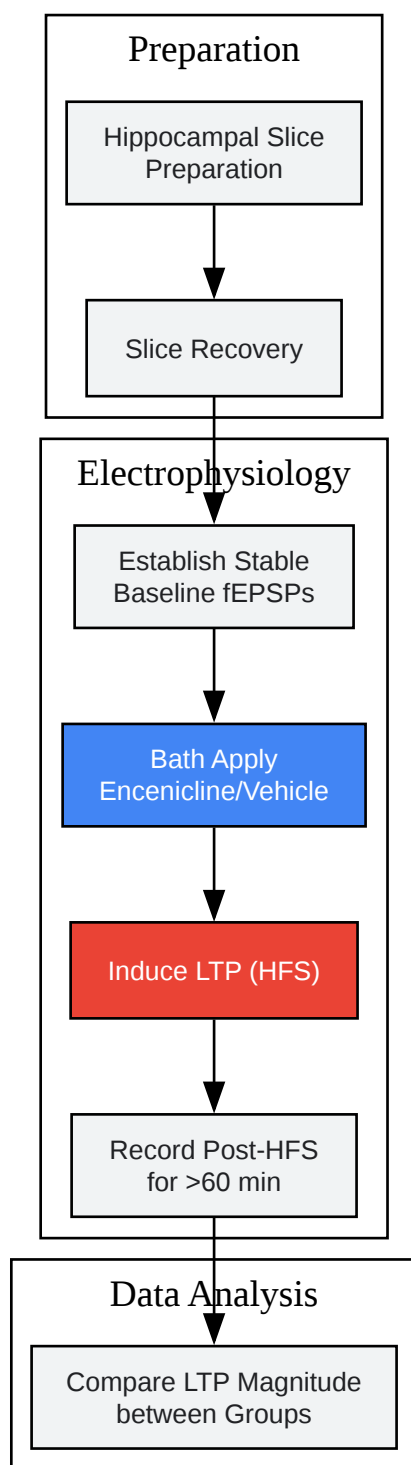 Preparation
Hippocampal Slice
Preparation
Slice Recovery
Electrophysiology
Establish Stable
Baseline fEPSPs
Bath Apply
Encenicline/Vehicle
Induce LTP (HFS)
Record Post-HFS
for >60 min
Data Analysis
Compare LTP Magnitude
between Groups